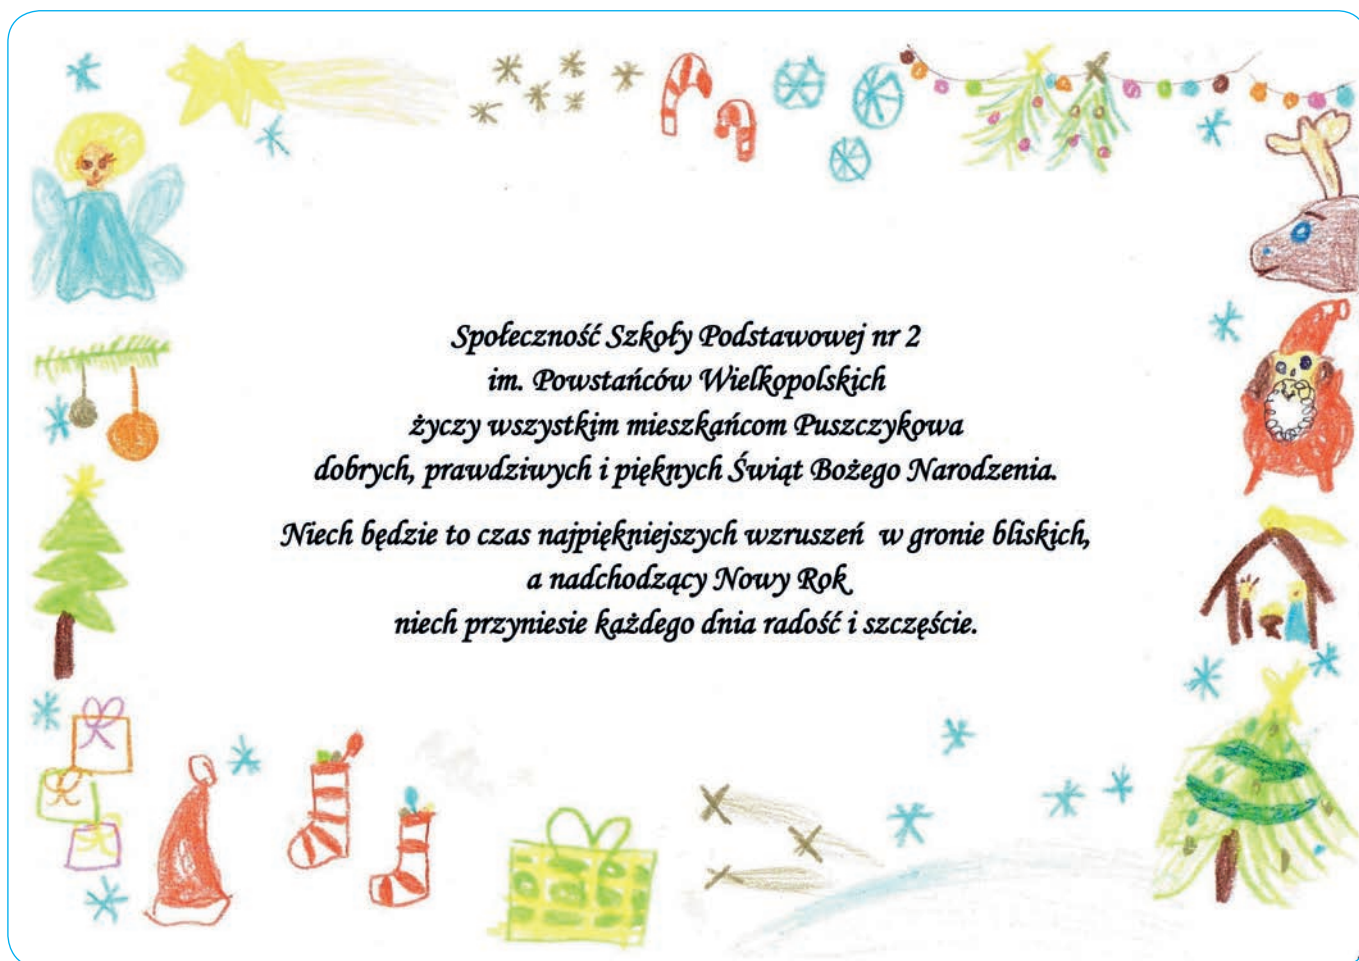 Społeczność Szkoły Podstawowej nr 2
im. Powstańców Wielkopolskich
życzy wszystkim mieszkańcom Puszczykowa
dobrych, prawdziwych i pięknych Świąt Bożego Narodzenia.
Niech będzie to czas najpiękniejszych wzruszeń w gronie bliskich,
a nadchodzący Nowy Rok
niech przyniesie każdego dnia radość i szczęście.